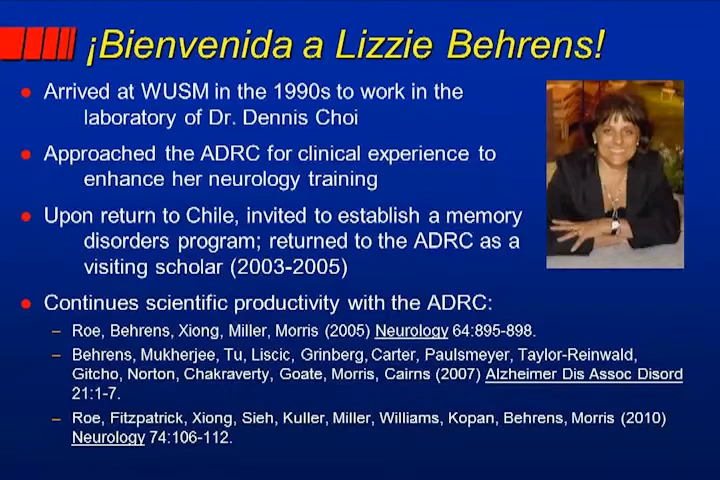 ¡Bienvenida a Lizzie Behrens!
● Arrived at WUSM in the 1990s to work in the
laboratory of Dr. Dennis Choi
● Approached the ADRC for clinical experience to
enhance her neurology training
● Upon return to Chile, invited to establish a memory
disorders program; returned to the ADRC as a
visiting scholar (2003-2005)
● Continues scientific productivity with the ADRC:
– Roe, Behrens, Xiong, Miller, Morris (2005) Neurology 64:895-898.
– Behrens, Mukherjee, Tu, Liscic, Grinberg, Carter, Paulsmeyer, Taylor-Reinwald,
Gitcho, Norton, Chakraverty, Goate, Morris, Cairns (2007) Alzheimer Dis Assoc Disord
21:1-7.
– Roe, Fitzpatrick, Xiong, Sieh, Kuller, Miller, Williams, Kopan, Behrens, Morris (2010)
Neurology 74:106-112.